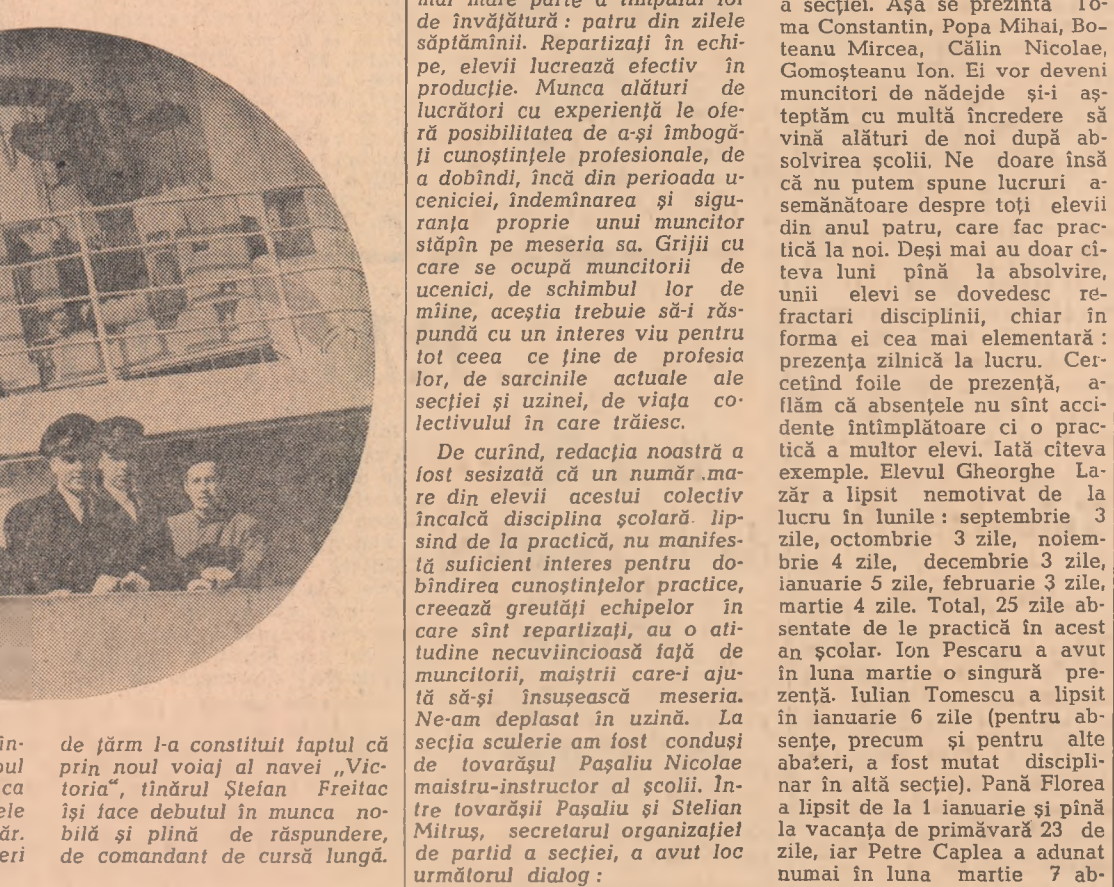 în-
pul
ca
ele
ăr.
eri
de țărm l-a constituit faptul că
prin noul voiaj al navei „Vic-
toria“, tînărul Ștefan Freitac
își face debutul în munca no-
bilă și plină de răspundere,
de comandant de cursă lungă.
mai mare parte a timpului lor
de învățătură : patru din zilele
săptămînii. Repartizați în echi-
pe, elevii lucrează efectiv în
producție. Munca alături de
lucrători cu experiență le ofe-
ră posibilitatea de a-și îmbogă-
ți cunoștințele profesionale, de
a dobîndi, încă din perioada u-
ceniciei, îndemînarea și sigu-
ranța proprie unui muncitor
stăpîn pe meseria sa. Grijii cu
care se ocupă muncitorii de
ucenici, de schimbul lor de
mîine, aceștia trebuie să-i răs-
pundă cu un interes viu pentru
tot ceea ce ține de profesia
lor, de sarcinile actuale ale
secției și uzinei, de viața co-
lectivului în care trăiesc.
De curînd, redacția noastră a
fost sesizată că un număr ma-
re din elevii acestui colectiv
încalcă disciplina școlară lip-
sind de la practică, nu manifes-
tă suficient interes pentru do-
bîndirea cunoștințelor practice,
creează greutăți echipelor în
care sînt repartizați, au o ati-
tudine necuviincioasă față de
muncitorii, maiștrii care-i aju-
tă să-și însușească meseria.
Ne-am deplasat în uzină. La
secția sculerie am fost conduși
de tovarășul Pașaliu Nicolae
maistru-instructor al școlii. În-
tre tovarășii Pașaliu și Stelian
Mitruș, secretarul organizației
de partid a secției, a avut loc
următorul dialog :
a secției. Așa se prezintă To-
ma Constantin, Popa Mihai, Bo-
teanu Mircea, Călin Nicolae,
Gomoșteanu Ion. Ei vor deveni
muncitori de nădejde și-i aș-
teptăm cu multă încredere să
vină alături de noi după ab-
solvirea școlii. Ne doare însă
că nu putem spune lucruri a-
semănătoare despre toți elevii
din anul patru, care fac prac-
tică la noi. Deși mai au doar cî-
teva luni pînă la absolvire,
unii elevi se dovedesc re-
fractari disciplinii, chiar în
forma ei cea mai elementară :
prezența zilnică la lucru. Cer-
cetînd foile de prezență, a-
flăm că absențele nu sînt acci-
dente întîmplătoare ci o prac-
tică a multor elevi. Iată cîteva
exemple. Elevul Gheorghe La-
zăr a lipsit nemotivat de la
lucru în lunile : septembrie 3
zile, octombrie 3 zile, noiem-
brie 4 zile, decembrie 3 zile,
ianuarie 5 zile, februarie 3 zile,
martie 4 zile. Total, 25 zile ab-
sentate de le practică în acest
an școlar. Ion Pescaru a avut
în luna martie o singură pre-
zență. Iulian Tomescu a lipsit
în ianuarie 6 zile (pentru ab-
sențe, precum și pentru alte
abateri, a fost mutat discipli-
nar în altă secție). Pană Florea
a lipsit de la 1 ianuarie și pînă
la vacanța de primăvară 23 de
zile, iar Petre Caplea a adunat
numai în luna martie 7 ab-